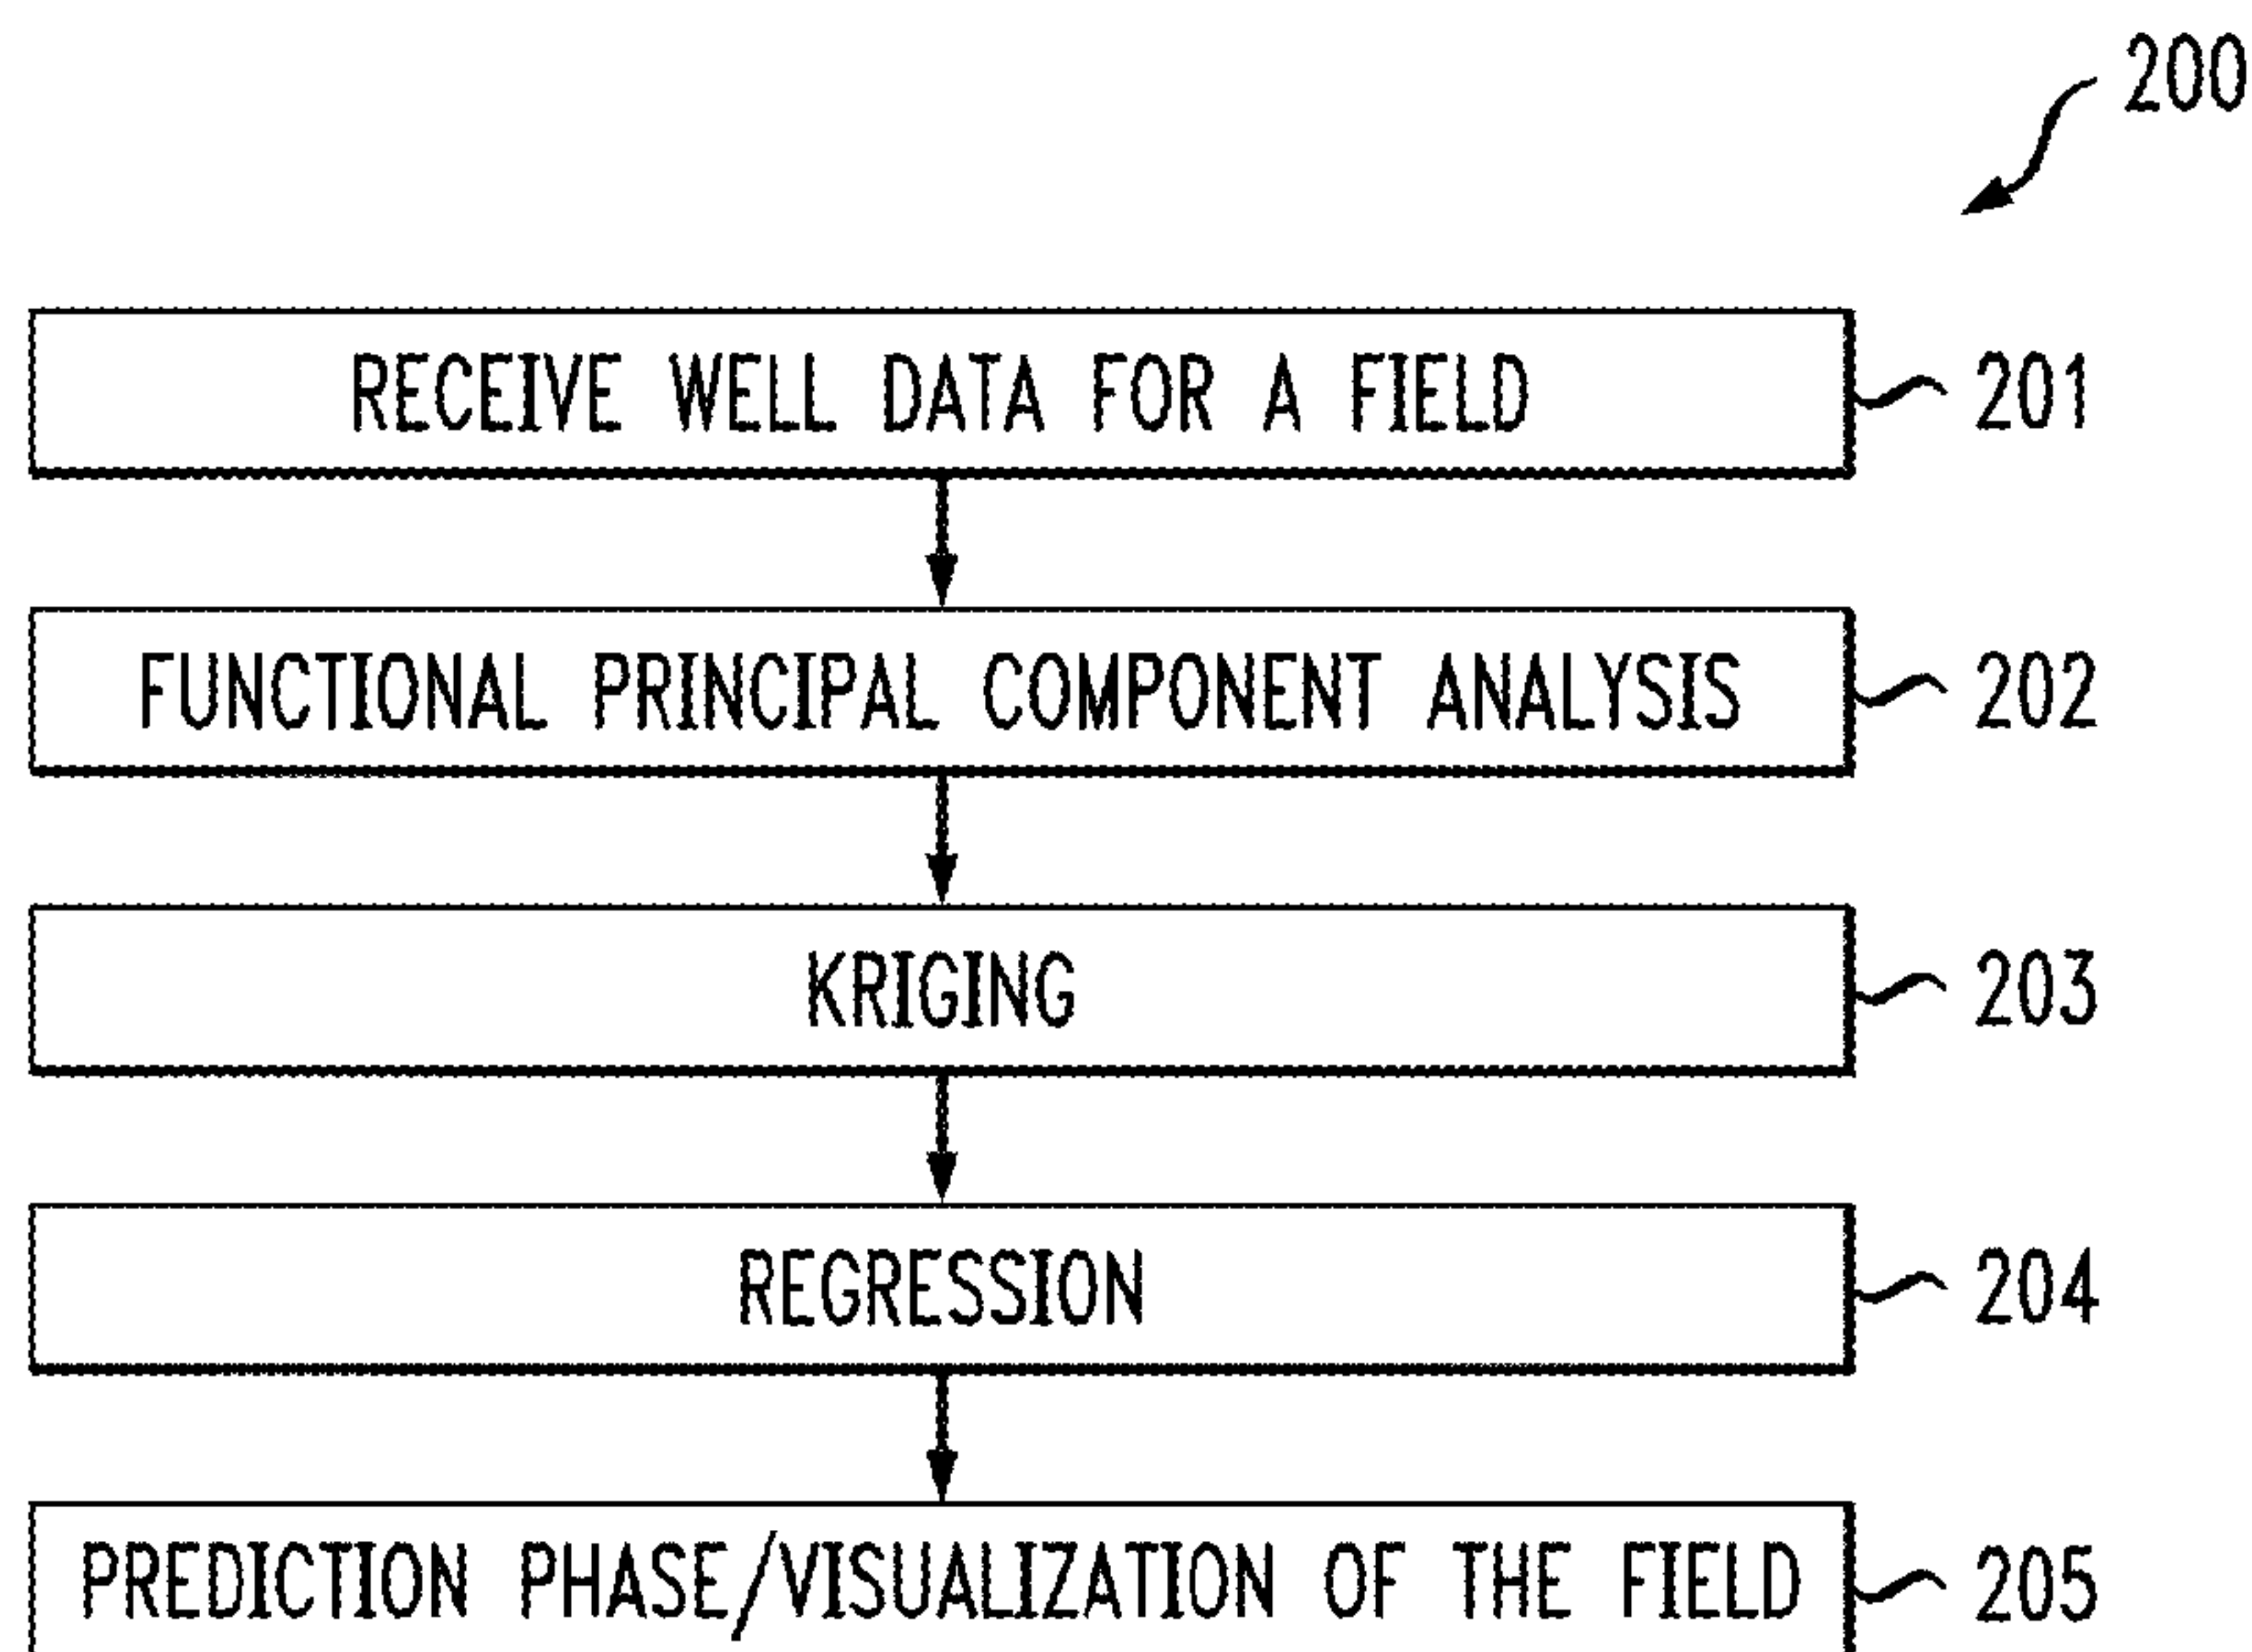 200
RECEIVE WELL DATA FOR A FIELD
201
FUNCTIONAL PRINCIPAL COMPONENT ANALYSIS
202
KRIGING
203
REGRESSION
204
PREDICTION PHASE/VISUALIZATION OF THE FIELD
205